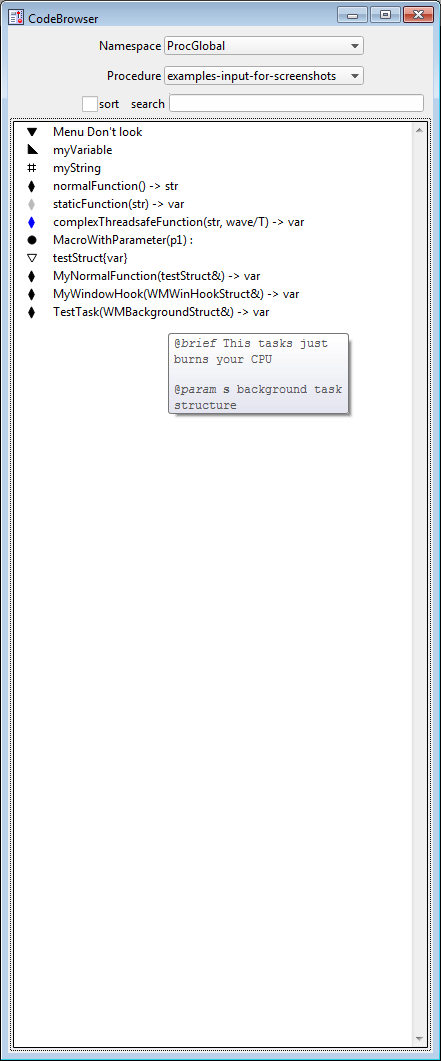 CodeBrowser
Namespace ProcGlobal
Procedure examples-input-for-screenshots
sort search
Menu Don't look
myVariable
myString
normalFunction() -> str
staticFunction(str) -> var
complexThreadsafeFunction(str, wave/T) -> var
MacroWithParameter(p1) :
testStruct{var}
MyNormalFunction(testStruct&) -> var
MyWindowHook(WMWinHookStruct&) -> var
TestTask(WMBackgroundStruct&) -> var
@brief This tasks just
burns your CPU
@param s background task
structure